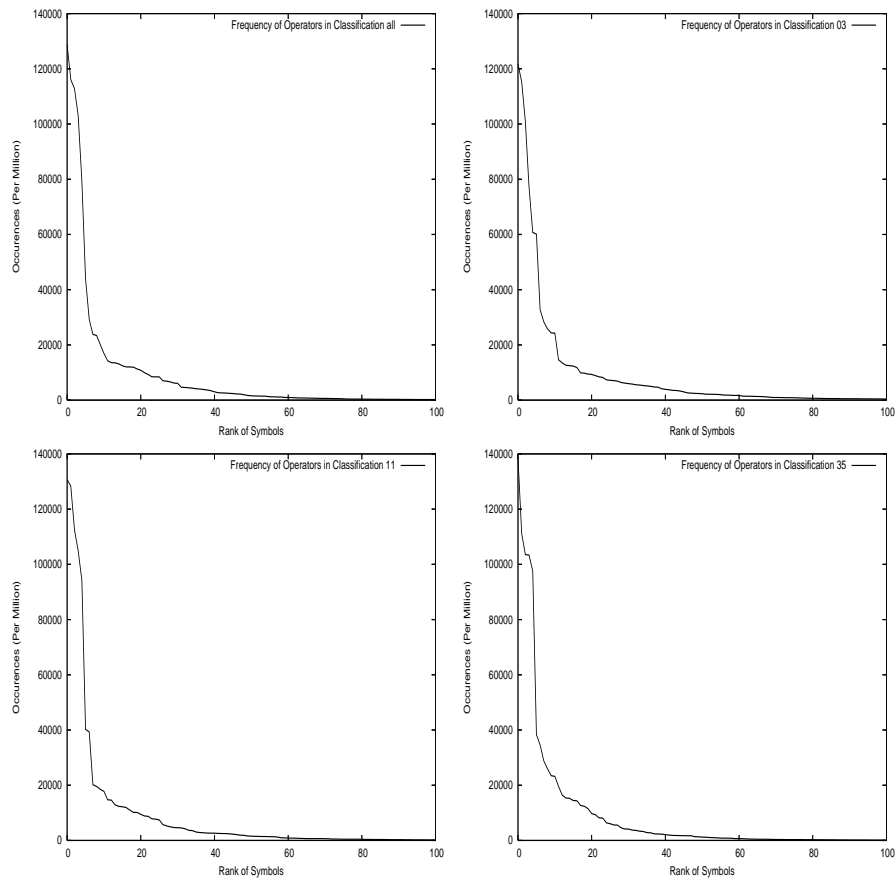 Frequency of Operators in Classification all
140000
120000
100000
80000
60000
40000
20000
0
Occurences (Per Million)
0 20 40 60 80 100
Rank of Symbols
Frequency of Operators in Classification 03
140000
120000
100000
80000
60000
40000
20000
0
Occurences (Per Million)
0 20 40 60 80 100
Rank of Symbols
Frequency of Operators in Classification 11
140000
120000
100000
80000
60000
40000
20000
0
Occurences (Per Million)
0 20 40 60 80 100
Rank of Symbols
Frequency of Operators in Classification 35
140000
120000
100000
80000
60000
40000
20000
0
Occurences (Per Million)
0 20 40 60 80 100
Rank of Symbols